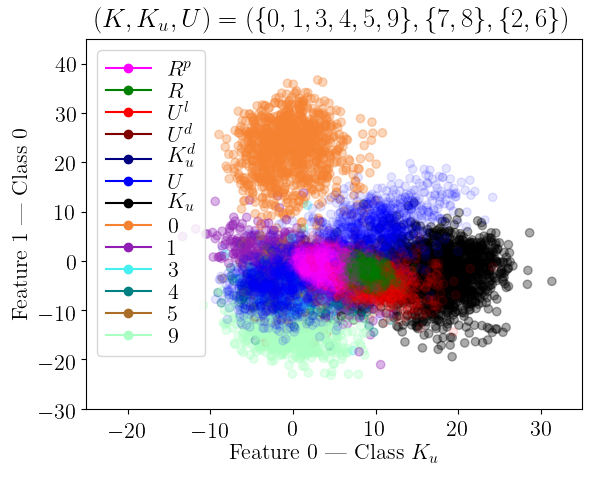 (K, K_u, U) = ({0, 1, 3, 4, 5, 9}, {7, 8}, {2, 6})
40
30
20
10
0
−10
−20
−30
Feature 1 — Class 0
R^p
R
U^l
U^d
K_u^d
U
K_u
0
1
3
4
5
9
−20
−10
0
10
20
30
Feature 0 — Class K_u